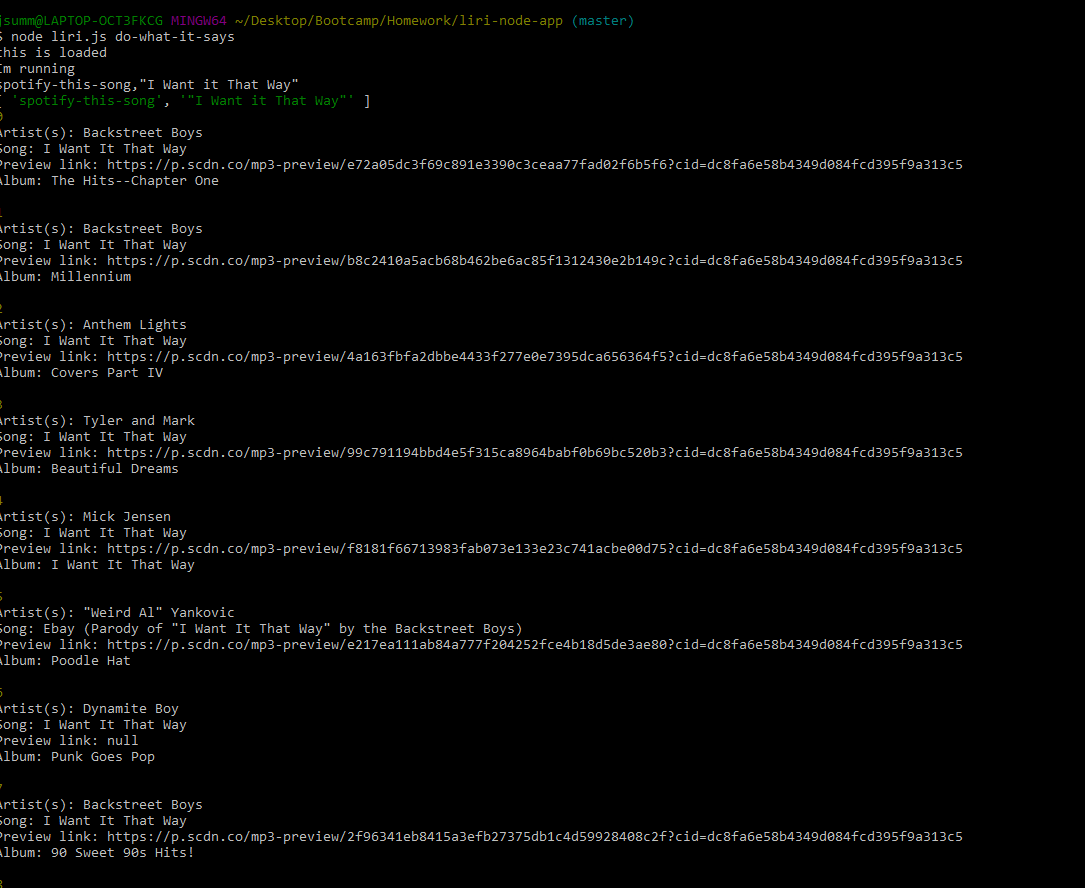 jsumm@LAPTOP-OCT3FKCG MINGW64 ~/Desktop/Bootcamp/Homework/liri-node-app (master)
$ node liri.js do-what-it-says
this is loaded
Im running
spotify-this-song,"I Want it That Way"
[ 'spotify-this-song', '"I Want it That Way"' ]
0
Artist(s): Backstreet Boys
Song: I Want It That Way
Preview link: https://p.scdn.co/mp3-preview/e72a05dc3f69c891e3390c3ceaa77fad02f6b5f6?cid=dc8fa6e58b4349d084fcd395f9a313c5
Album: The Hits--Chapter One
1
Artist(s): Backstreet Boys
Song: I Want It That Way
Preview link: https://p.scdn.co/mp3-preview/b8c2410a5acb68b462be6ac85f1312430e2b149c?cid=dc8fa6e58b4349d084fcd395f9a313c5
Album: Millennium
2
Artist(s): Anthem Lights
Song: I Want It That Way
Preview link: https://p.scdn.co/mp3-preview/4a163fbfa2dbbe4433f277e0e7395dca656364f5?cid=dc8fa6e58b4349d084fcd395f9a313c5
Album: Covers Part IV
3
Artist(s): Tyler and Mark
Song: I Want It That Way
Preview link: https://p.scdn.co/mp3-preview/99c791194bbd4e5f315ca8964babf0b69bc520b3?cid=dc8fa6e58b4349d084fcd395f9a313c5
Album: Beautiful Dreams
4
Artist(s): Mick Jensen
Song: I Want It That Way
Preview link: https://p.scdn.co/mp3-preview/f8181f66713983fab073e133e23c741acbe00d75?cid=dc8fa6e58b4349d084fcd395f9a313c5
Album: I Want It That Way
5
Artist(s): "Weird Al" Yankovic
Song: Ebay (Parody of "I Want It That Way" by the Backstreet Boys)
Preview link: https://p.scdn.co/mp3-preview/e217ea111ab84a777f204252fce4b18d5de3ae80?cid=dc8fa6e58b4349d084fcd395f9a313c5
Album: Poodle Hat
6
Artist(s): Dynamite Boy
Song: I Want It That Way
Preview link: null
Album: Punk Goes Pop
7
Artist(s): Backstreet Boys
Song: I Want It That Way
Preview link: https://p.scdn.co/mp3-preview/2f96341eb8415a3efb27375db1c4d59928408c2f?cid=dc8fa6e58b4349d084fcd395f9a313c5
Album: 90 Sweet 90s Hits!
8